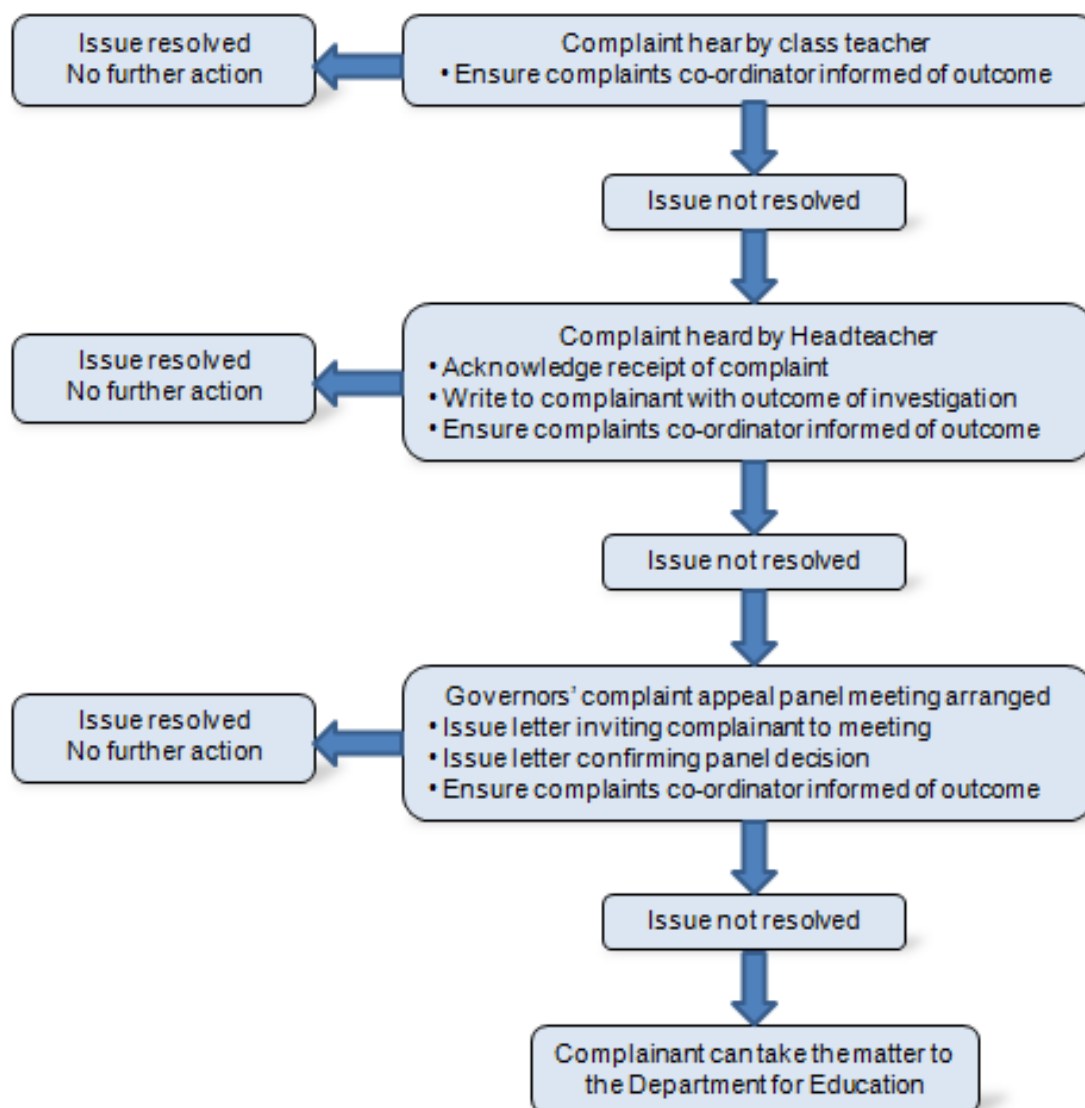 Issue resolved
No further action
Complaint hear by class teacher
• Ensure complaints co-ordinator informed of outcome
Issue not resolved
Issue resolved
No further action
Complaint heard by Headteacher
• Acknowledge receipt of complaint
• Write to complainant with outcome of investigation
• Ensure complaints co-ordinator informed of outcome
Issue not resolved
Issue resolved
No further action
Governors’ complaint appeal panel meeting arranged
• Issue letter inviting complainant to meeting
• Issue letter confirming panel decision
• Ensure complaints co-ordinator informed of outcome
Issue not resolved
Complainant can take the matter to
the Department for Education